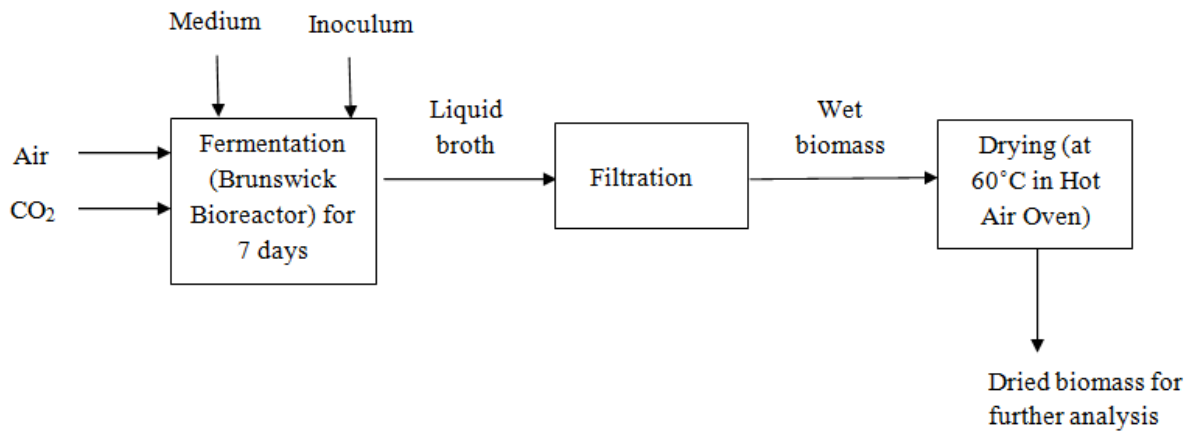 Medium
Inoculum
Air
CO₂
Fermentation
(Brunswick
Bioreactor) for
7 days
Liquid
broth
Filtration
Wet
biomass
Drying (at
60˚C in Hot
Air Oven)
Dried biomass for
further analysis